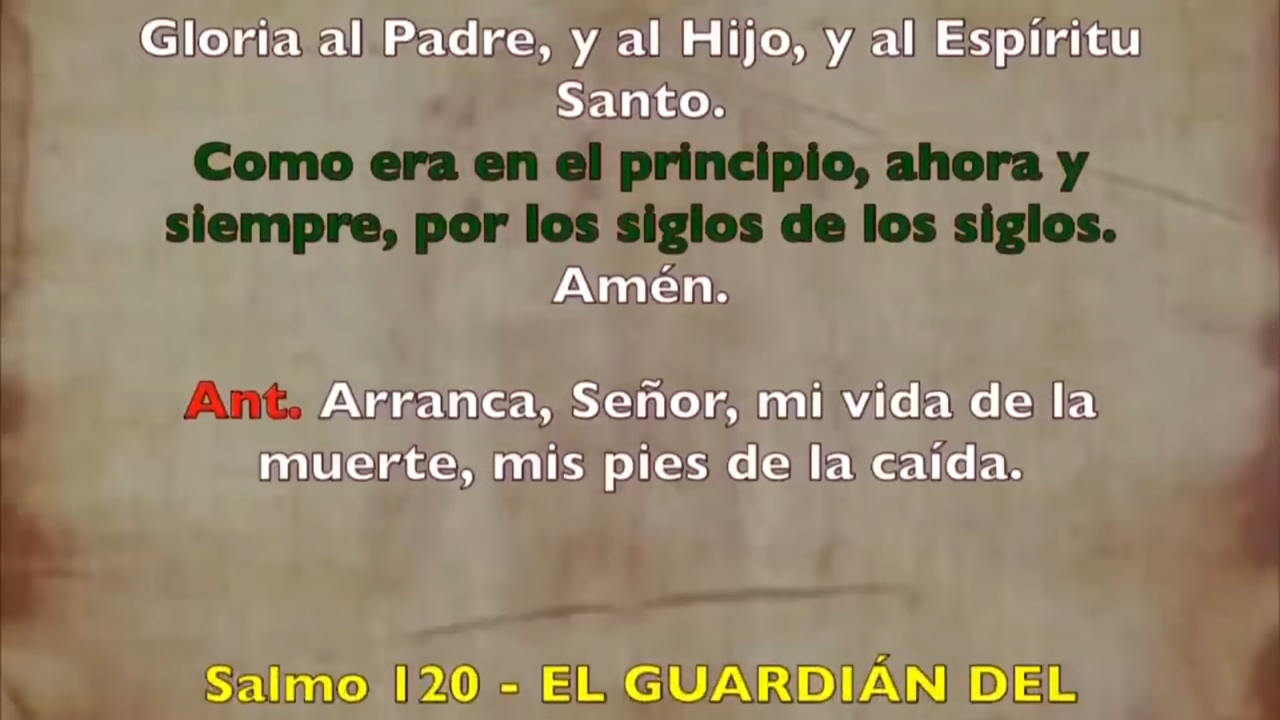 Gloria al Padre, y al Hijo, y al Espíritu
Santo.
Como era en el principio, ahora y
siempre, por los siglos de los siglos.
Amén.
Ant. Arranca, Señor, mi vida de la
muerte, mis pies de la caída.
Salmo 120 - EL GUARDIÁN DEL